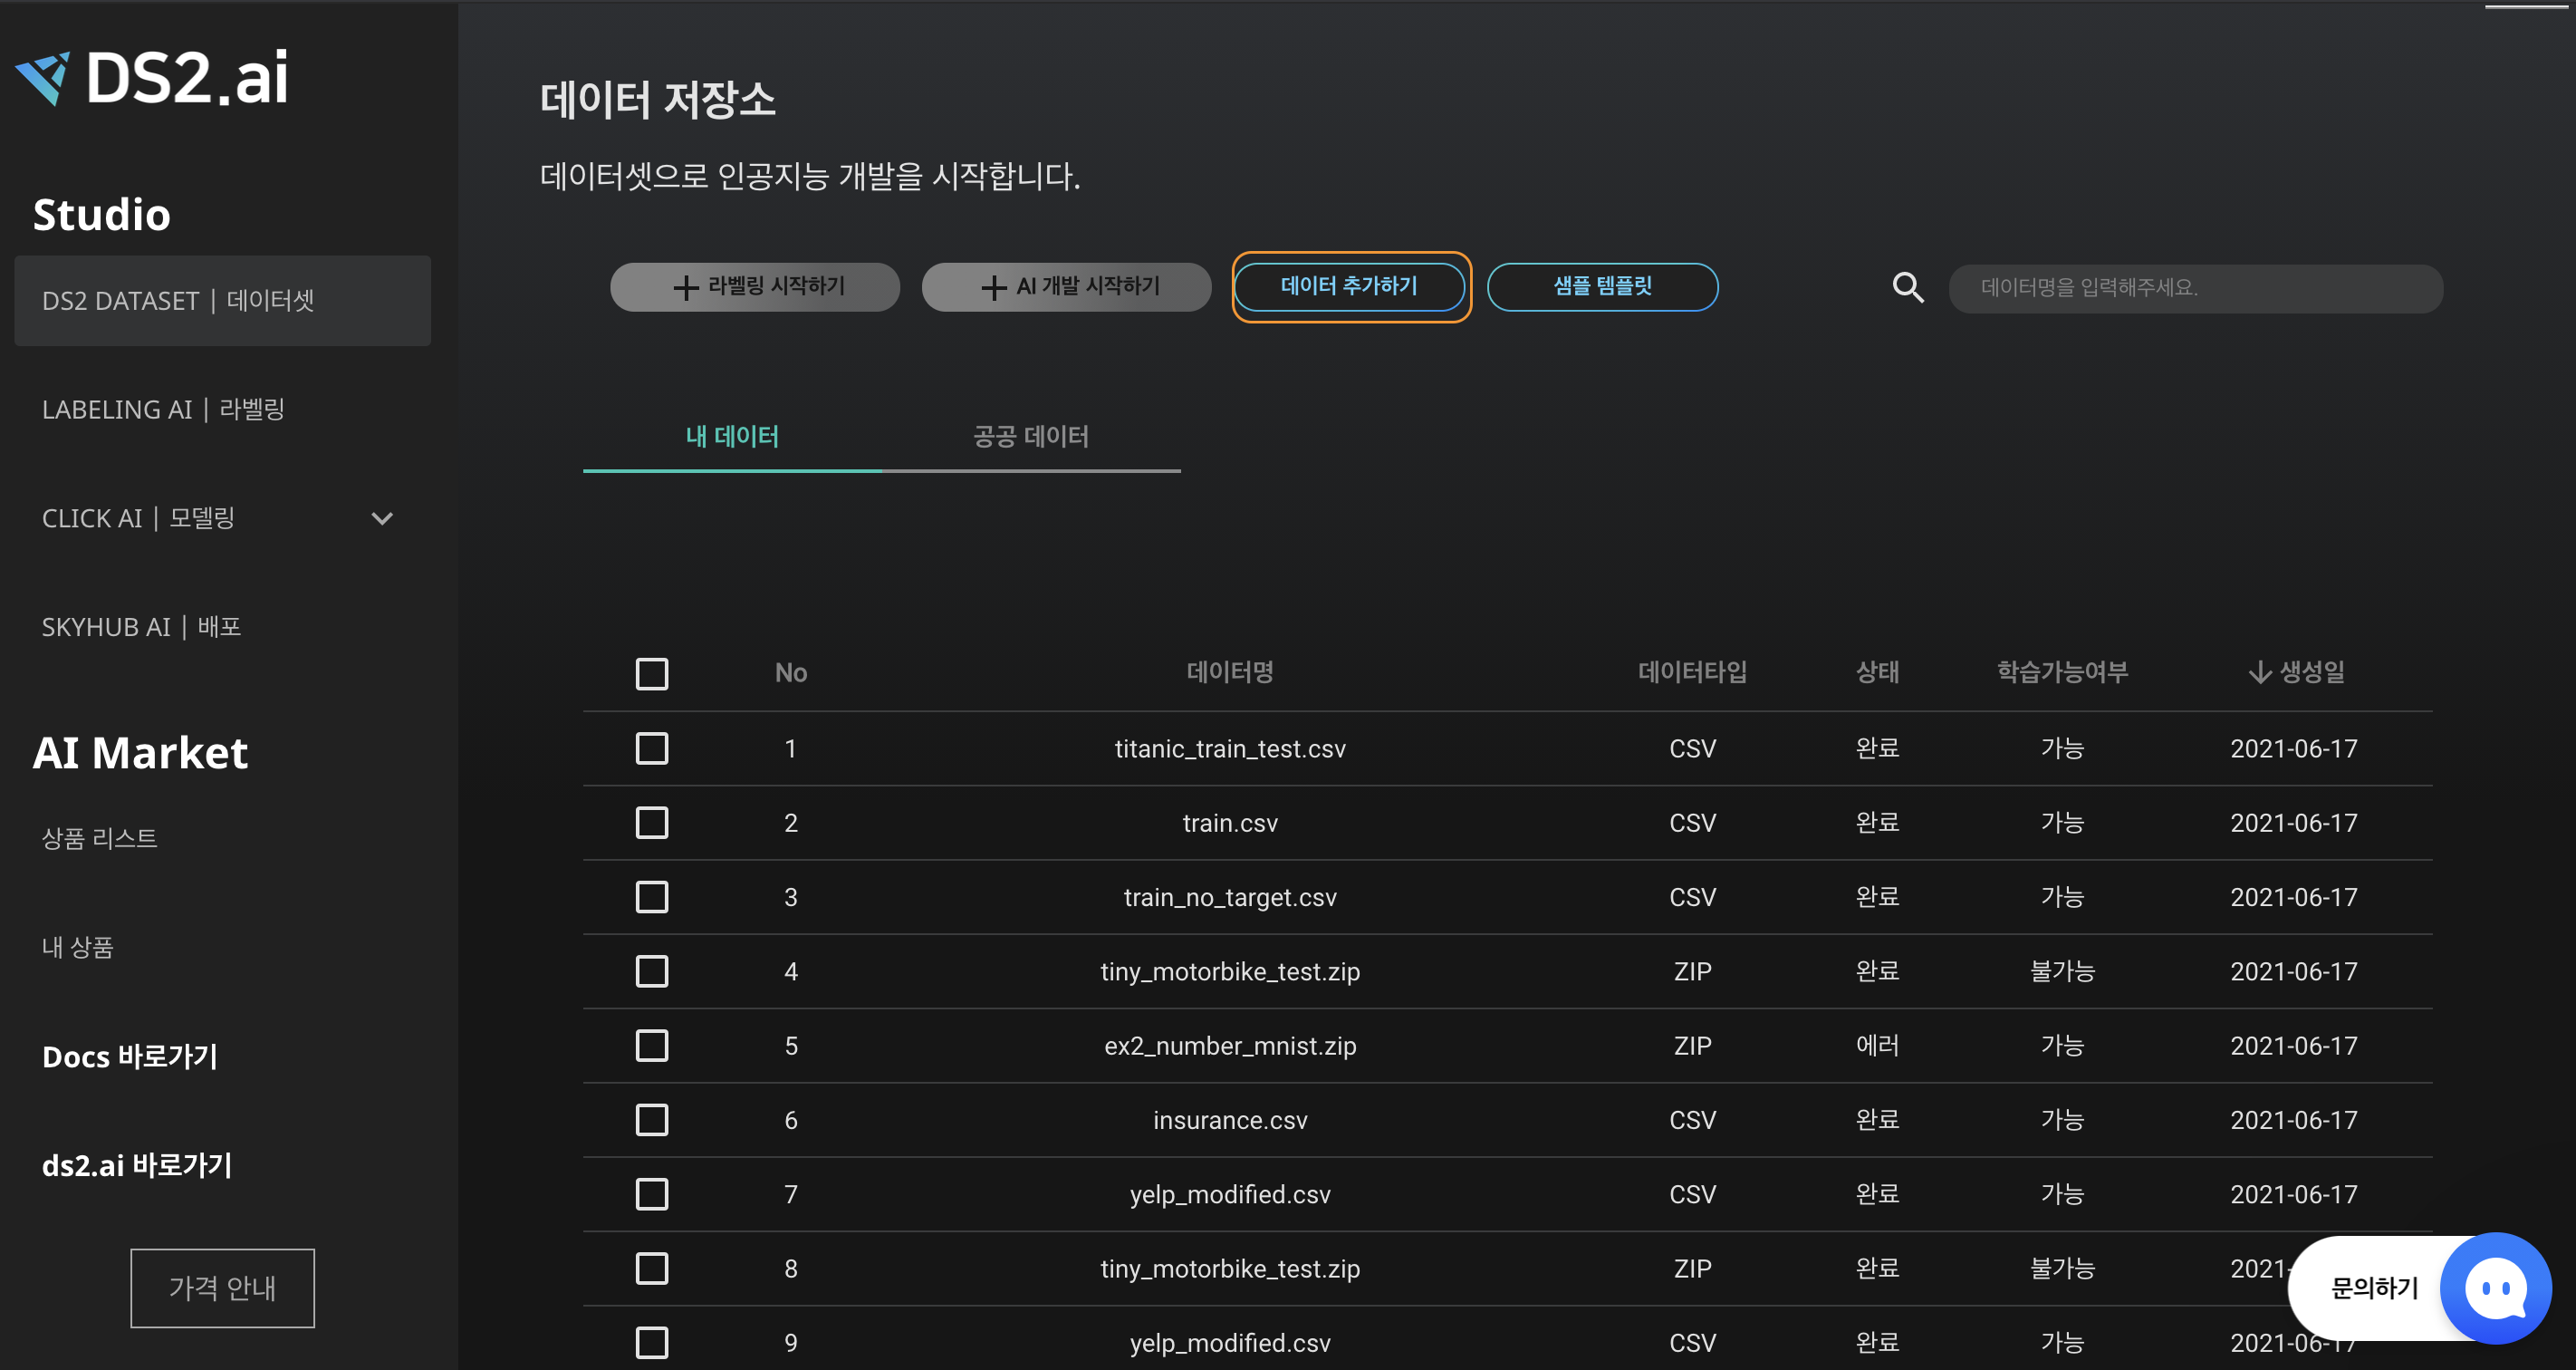 DS2.ai
Studio
DS2 DATASET | 데이터셋
LABELING AI | 라벨링
CLICK AI | 모델링
SKYHUB AI | 배포
AI Market
상품 리스트
내 상품
Docs 바로가기
ds2.ai 바로가기
가격 안내
데이터 저장소
데이터셋으로 인공지능 개발을 시작합니다.
+ 라벨링 시작하기 + AI 개발 시작하기 데이터 추가하기 샘플 템플릿 데이터명을 입력해주세요.
내 데이터 공공 데이터
No 데이터명 데이터타입 상태 학습가능여부 ↓ 생성일
1 titanic_train_test.csv CSV 완료 가능 2021-06-17
2 train.csv CSV 완료 가능 2021-06-17
3 train_no_target.csv CSV 완료 가능 2021-06-17
4 tiny_motorbike_test.zip ZIP 완료 불가능 2021-06-17
5 ex2_number_mnist.zip ZIP 에러 가능 2021-06-17
6 insurance.csv CSV 완료 가능 2021-06-17
7 yelp_modified.csv CSV 완료 가능 2021-06-17
8 tiny_motorbike_test.zip ZIP 완료 불가능 2021-
문의하기
9 yelp_modified.csv CSV 완료 가능 2021-06-17